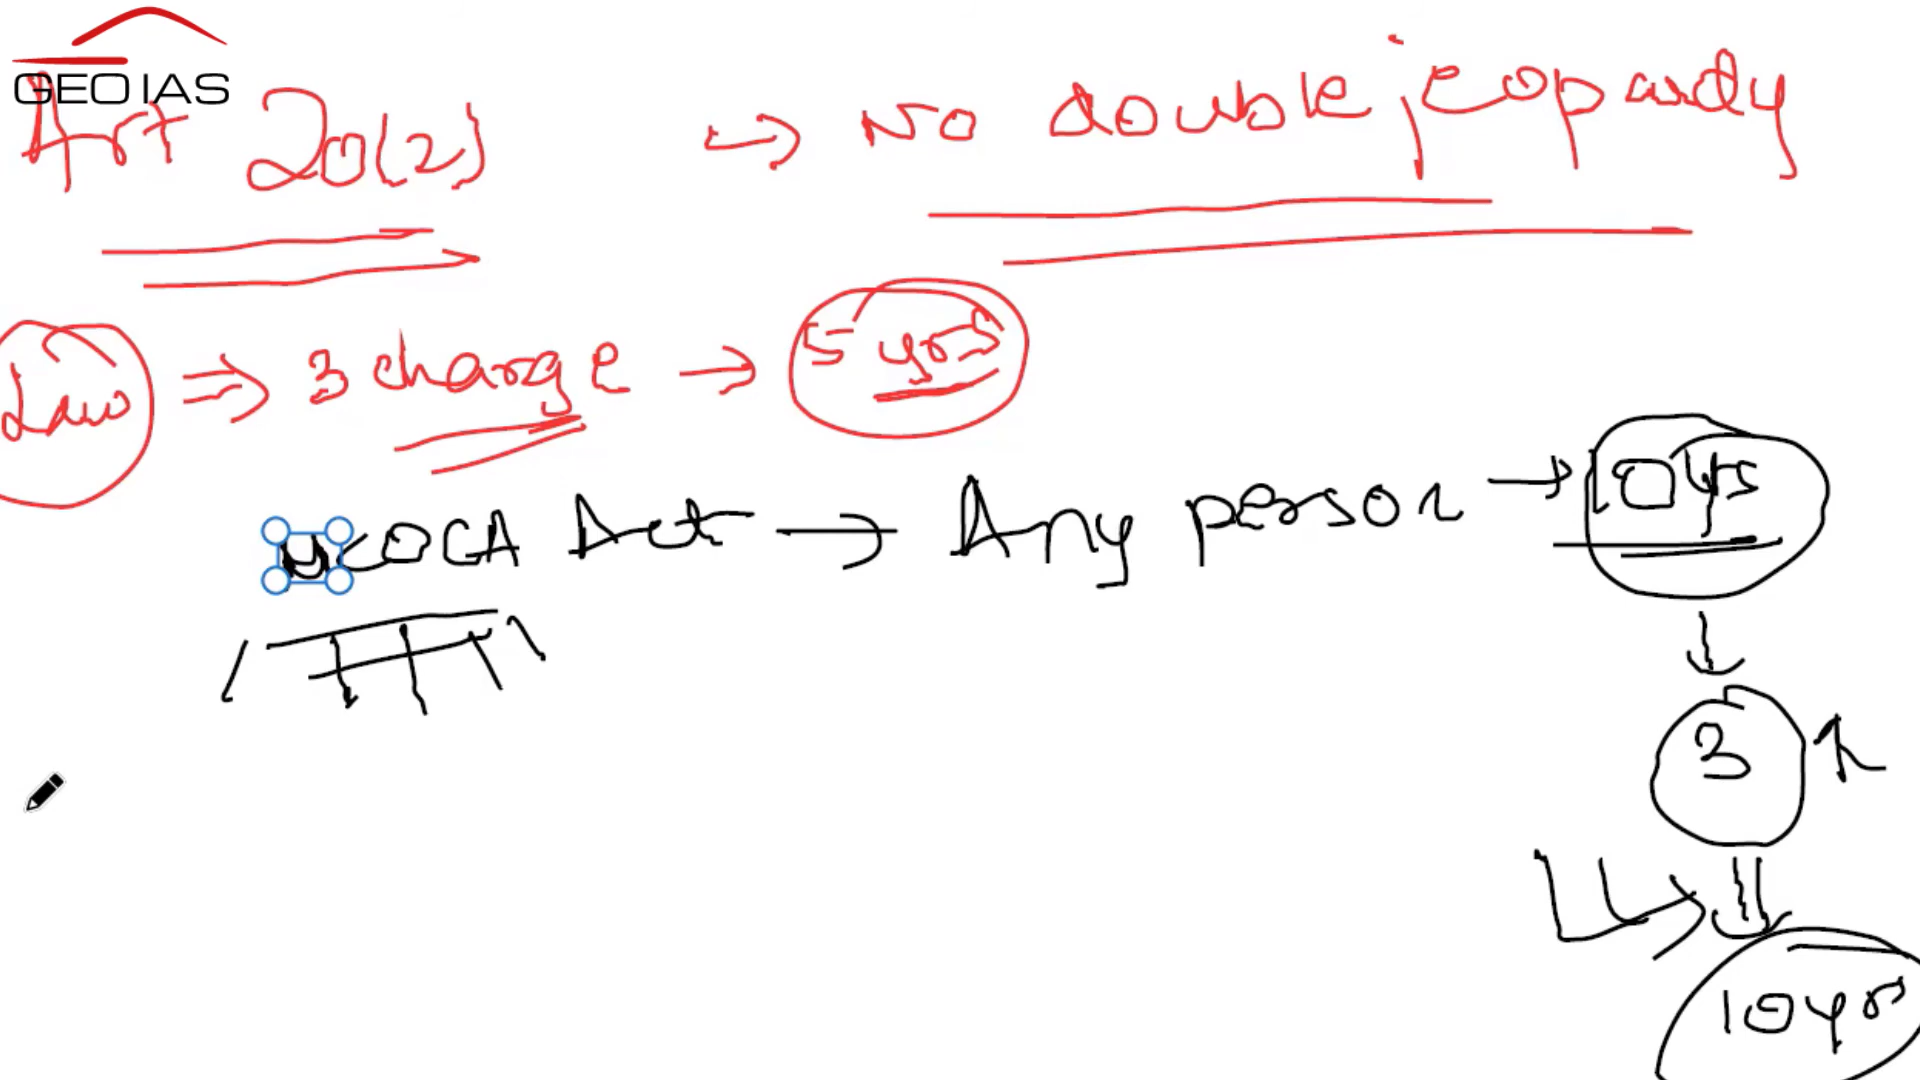 GEO IAS
Art 20(2) → No double jeopardy
Law ⇒ 3 charge → 5 yrs
UCOCA Act → Any person → 10 yrs
3
10 yrs